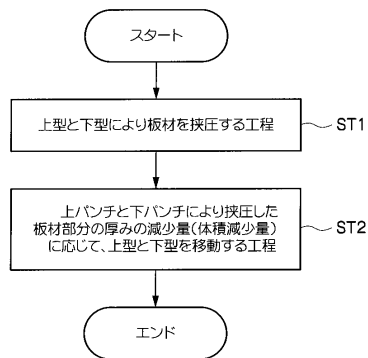 スタート
上型と下型により板材を挟圧する工程
ST1
上パンチと下パンチにより挟圧した
板材部分の厚みの減少量(体積減少量)
に応じて、上型と下型を移動する工程
ST2
エンド